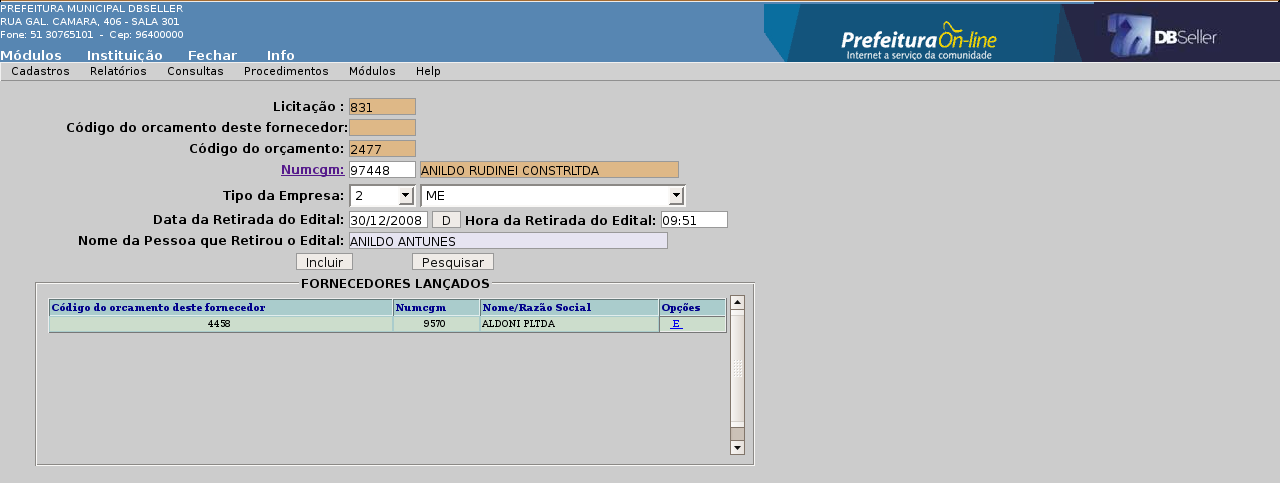 PREFEITURA MUNICIPAL DBSELLER
RUA GAL. CAMARA, 406 - SALA 301
Fone: 51 30765101 - Cep: 96400000
Prefeitura On-line
Internet a serviço da comunidade
DBSeller
Módulos Instituição Fechar Info
Cadastros Relatórios Consultas Procedimentos Módulos Help
Licitação : 831
Código do orcamento deste fornecedor:
Código do orçamento: 2477
Numcgm: 97448 ANILDO RUDINEI CONSTRLTDA
Tipo da Empresa: 2 ME
Data da Retirada do Edital: 30/12/2008 D Hora da Retirada do Edital: 09:51
Nome da Pessoa que Retirou o Edital: ANILDO ANTUNES
Incluir Pesquisar
FORNECEDORES LANÇADOS
Código do orcamento deste fornecedor Numcgm Nome/Razão Social Opções
4458 9570 ALDONI PLTDA E